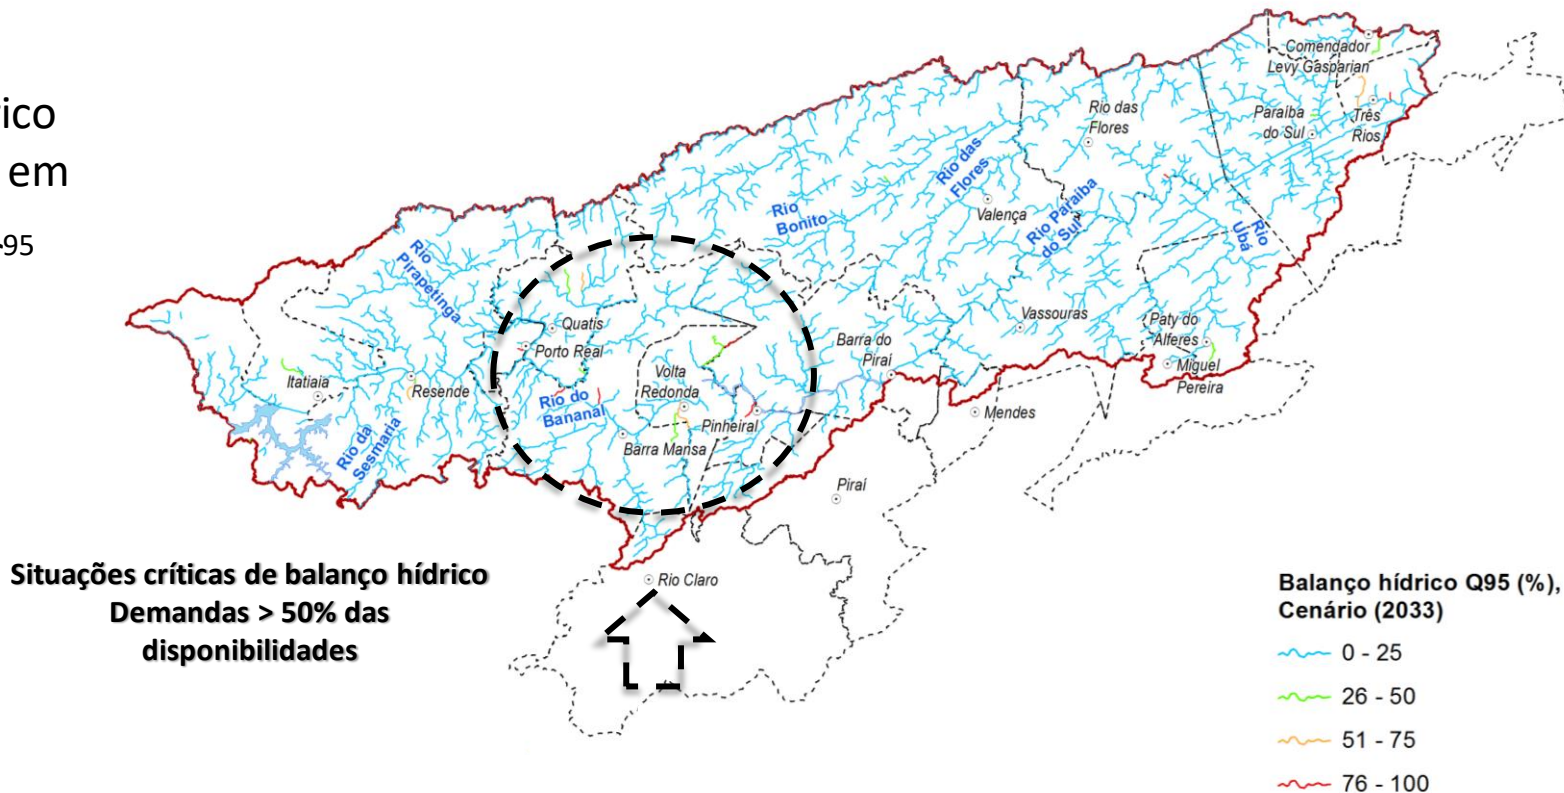 rico
em
95
Comendador
Levy Gasparian
Rio das
Flores
Paraíba
do Sul
Três
Rios
Rio das
Flores
Rio
Bonito
Valença
Rio Paraíba
do Sul
Rio
Ubá
Rio
Pirapetinga
Quatis
Porto Real
Vassouras
Paty do
Alferes
Barra do
Piraí
Miguel
Pereira
Volta
Redonda
Itatiaia
Resende
Rio do
Bananal
Mendes
Pinheiral
Rio da
Sesmaria
Barra Mansa
Piraí
Situações críticas de balanço hídrico
Demandas > 50% das
disponibilidades
Rio Claro
Balanço hídrico Q95 (%),
Cenário (2033)
0 - 25
26 - 50
51 - 75
76 - 100